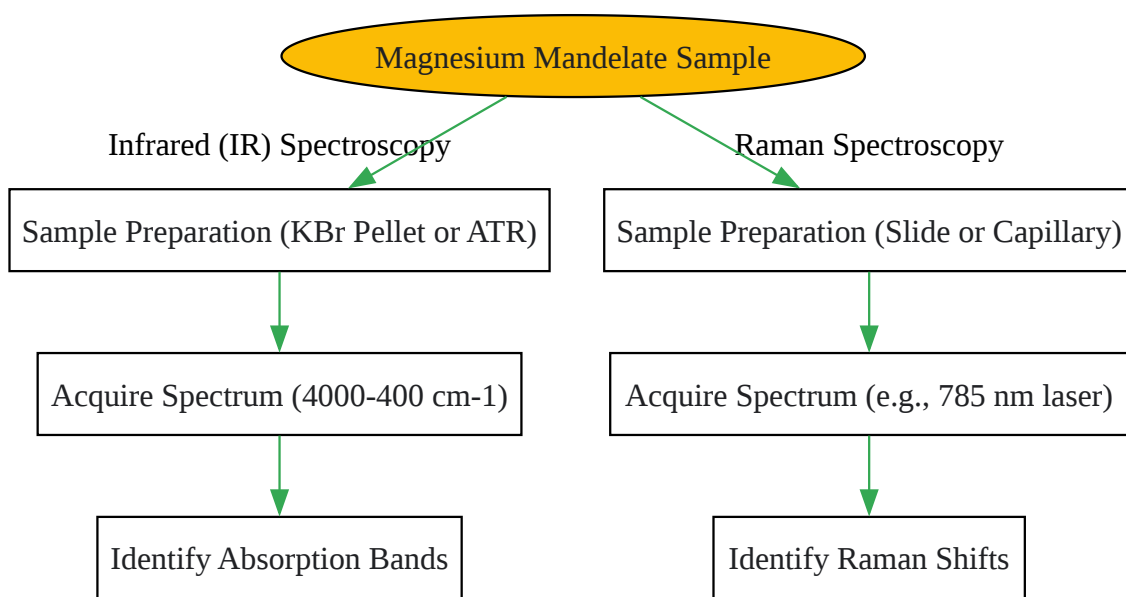 Magnesium Mandelate Sample
Infrared (IR) Spectroscopy
Raman Spectroscopy
Sample Preparation (KBr Pellet or ATR)
Sample Preparation (Slide or Capillary)
Acquire Spectrum (4000-400 cm-1)
Acquire Spectrum (e.g., 785 nm laser)
Identify Absorption Bands
Identify Raman Shifts